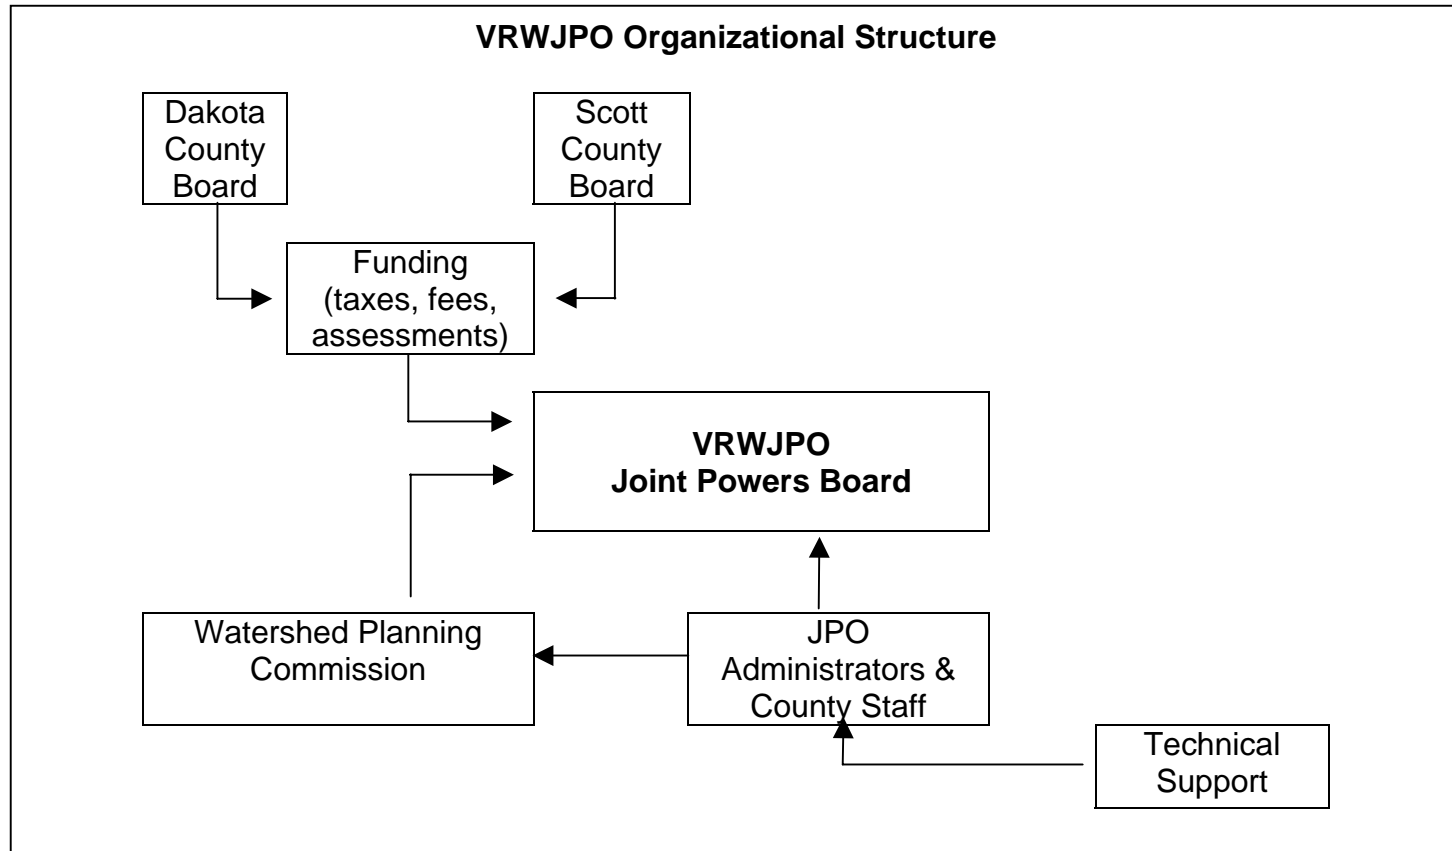 VRWJPO Organizational Structure
Dakota
County
Board
Scott
County
Board
Funding
(taxes, fees,
assessments)
VRWJPO
Joint Powers Board
Watershed Planning
Commission
JPO
Administrators &
County Staff
Technical
Support